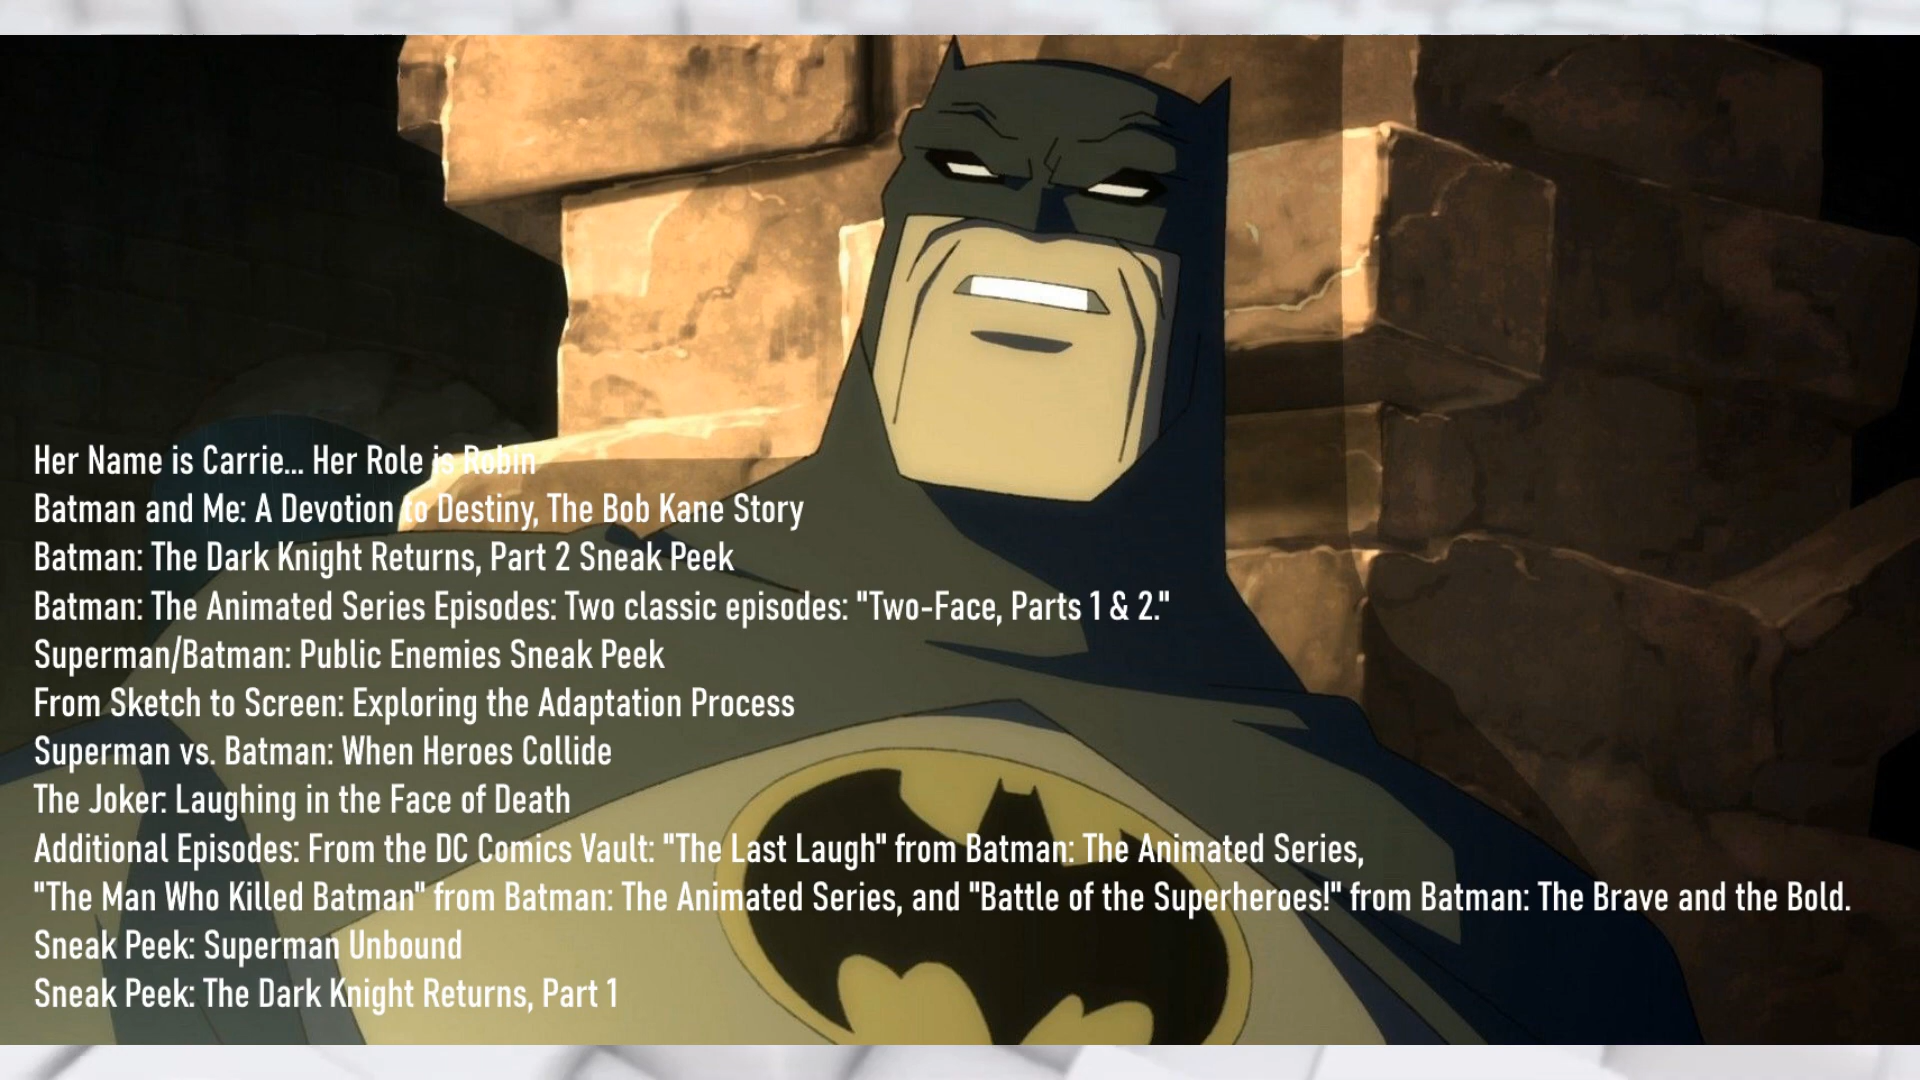 Her Name is Carrie... Her Role is Robin
Batman and Me: A Devotion to Destiny, The Bob Kane Story
Batman: The Dark Knight Returns, Part 2 Sneak Peek
Batman: The Animated Series Episodes: Two classic episodes: "Two-Face, Parts 1 & 2."
Superman/Batman: Public Enemies Sneak Peek
From Sketch to Screen: Exploring the Adaptation Process
Superman vs. Batman: When Heroes Collide
The Joker: Laughing in the Face of Death
Additional Episodes: From the DC Comics Vault: "The Last Laugh" from Batman: The Animated Series,
"The Man Who Killed Batman" from Batman: The Animated Series, and "Battle of the Superheroes!" from Batman: The Brave and the Bold.
Sneak Peek: Superman Unbound
Sneak Peek: The Dark Knight Returns, Part 1